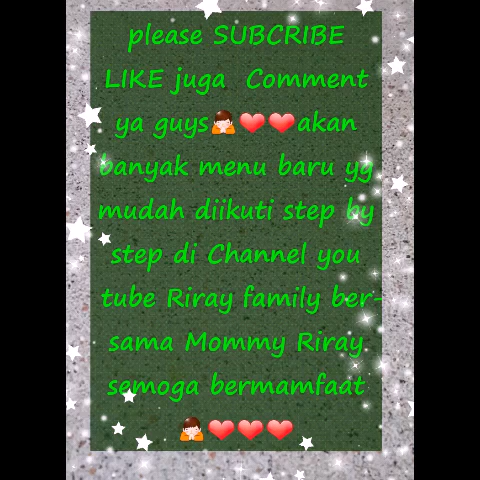 please SUBCRIBE
LIKE juga Comment
ya guys🙇❤❤akan
banyak menu baru yg
mudah diikuti step by
step di Channel you
tube Riray family ber-
sama Mommy Riray
semoga bermamfaat
🙇❤❤❤